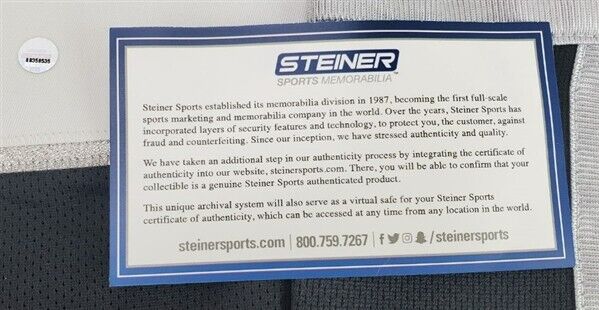 STEINER
SPORTS MEMORABILIA™
Steiner Sports established its memorabilia division in 1987, becoming the first full-scale
sports marketing and memorabilia company in the world. Over the years, Steiner Sports has
incorporated layers of security features and technology, to protect you, the customer, against
fraud and counterfeiting. Since our inception, we have stressed authenticity and quality.
We have taken an additional step in our authenticity process by integrating the certificate of
authenticity into our website, steinersports.com. There, you will be able to confirm that your
collectible is a genuine Steiner Sports authenticated product.
This unique archival system will also serve as a virtual safe for your Steiner Sports
certificate of authenticity, which can be accessed at any time from any location in the world.
steinersports.com | 800.759.7267 | /steinersports